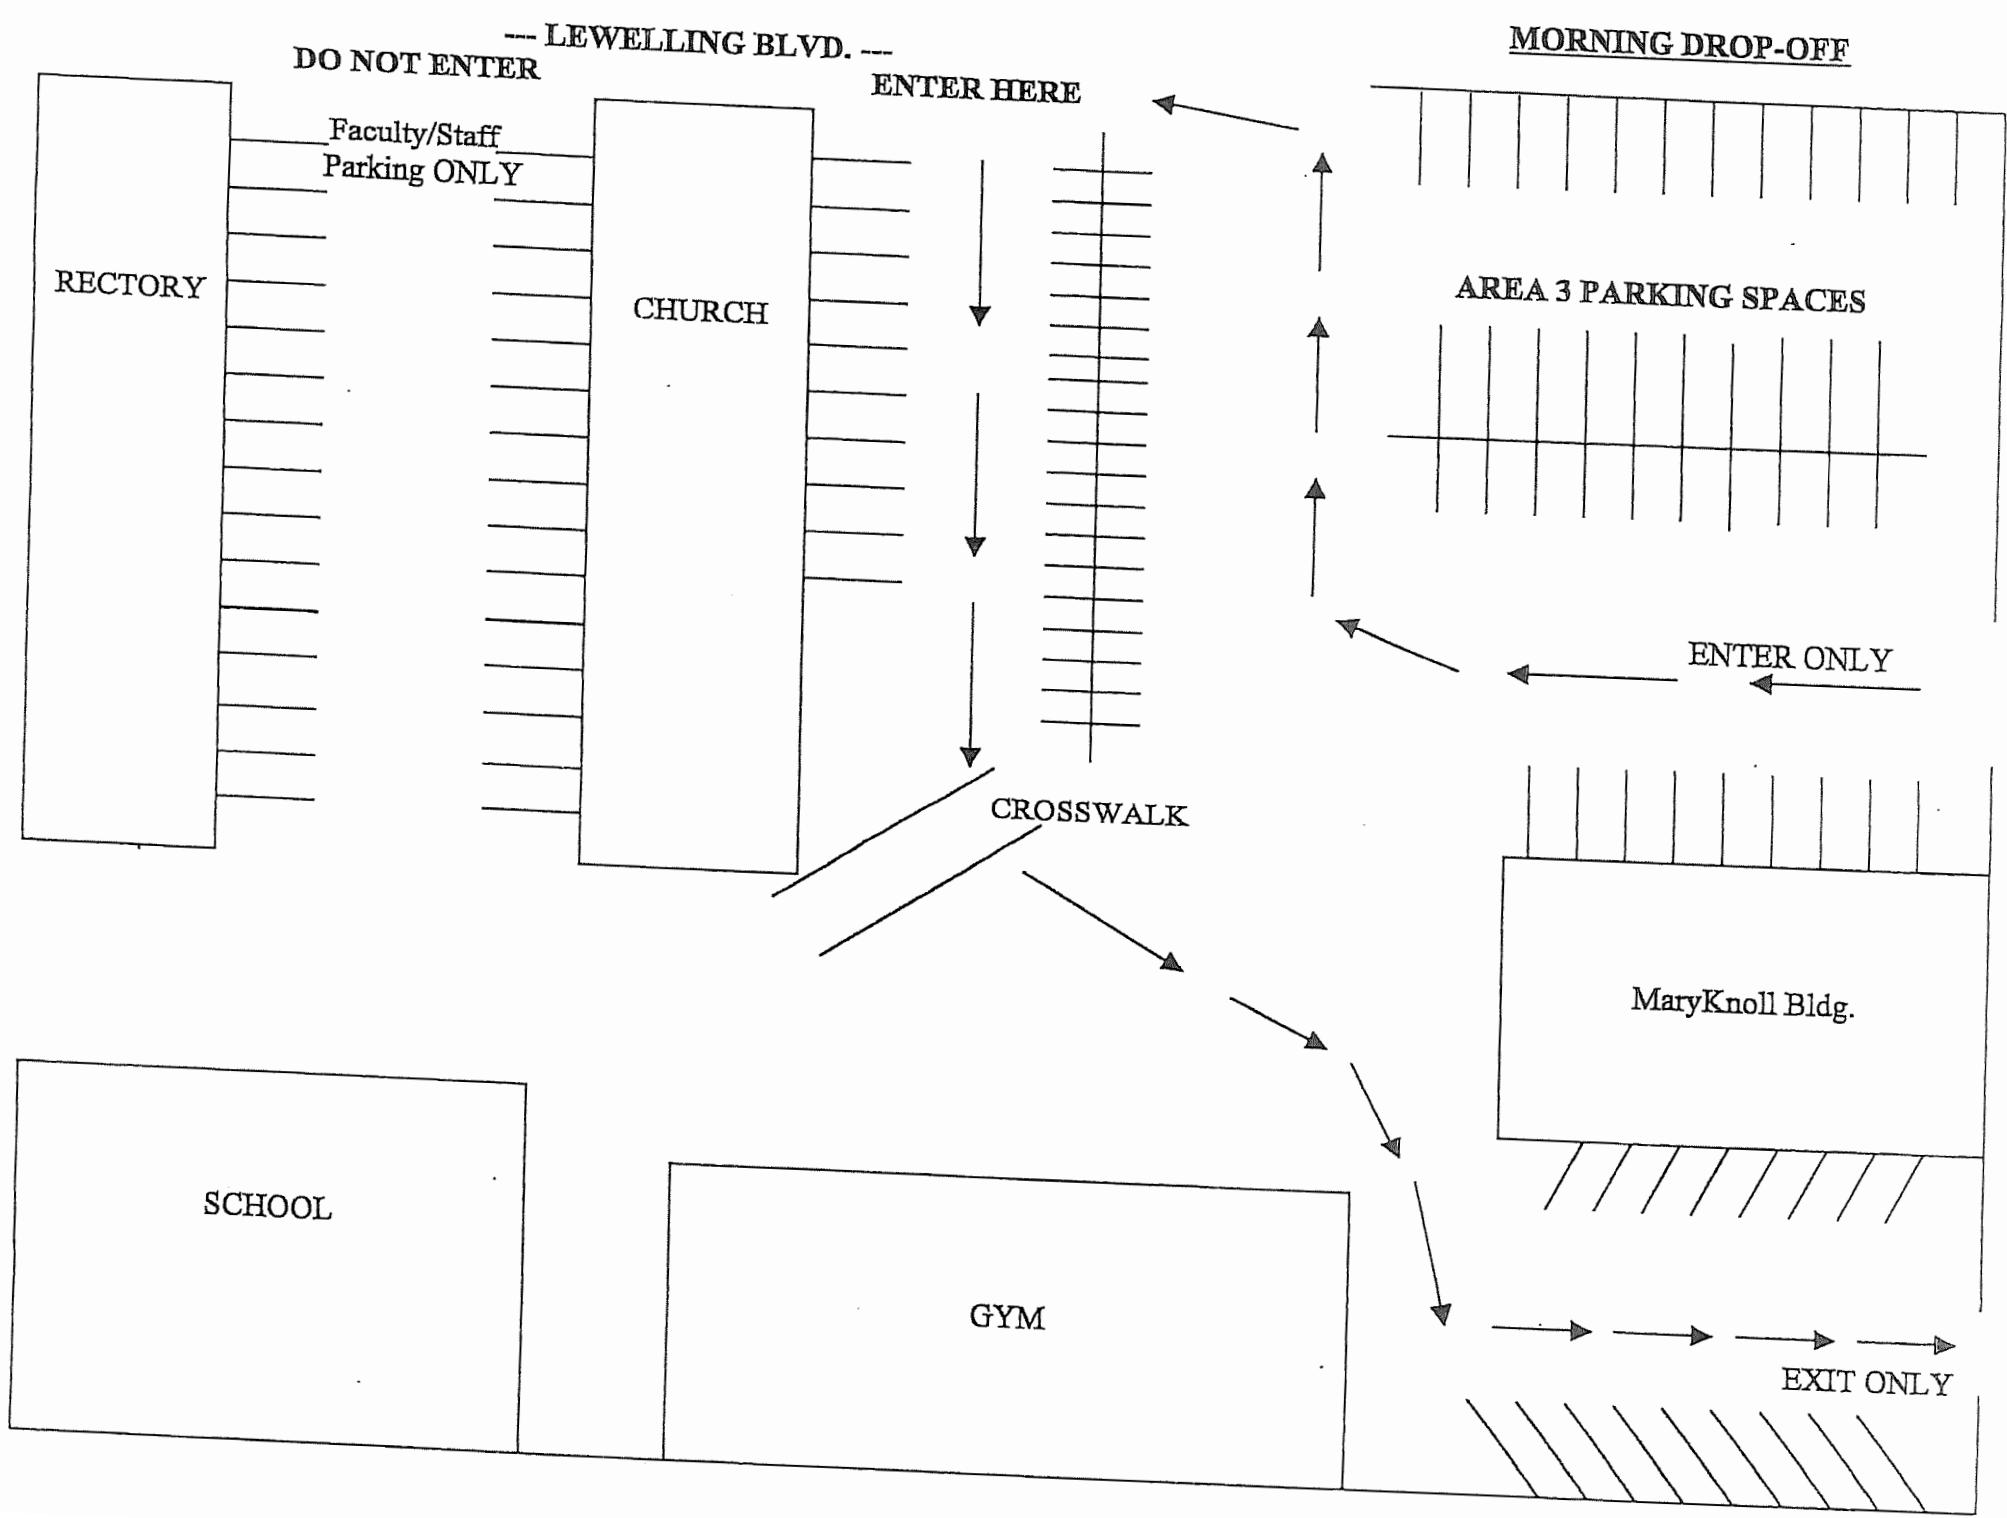 --- LEWELLING BLVD. ---
MORNING DROP-OFF
DO NOT ENTER
ENTER HERE
Faculty/Staff
Parking ONLY
RECTORY
CHURCH
AREA 3 PARKING SPACES
ENTER ONLY
CROSSWALK
MaryKnoll Bldg.
SCHOOL
GYM
EXIT ONLY